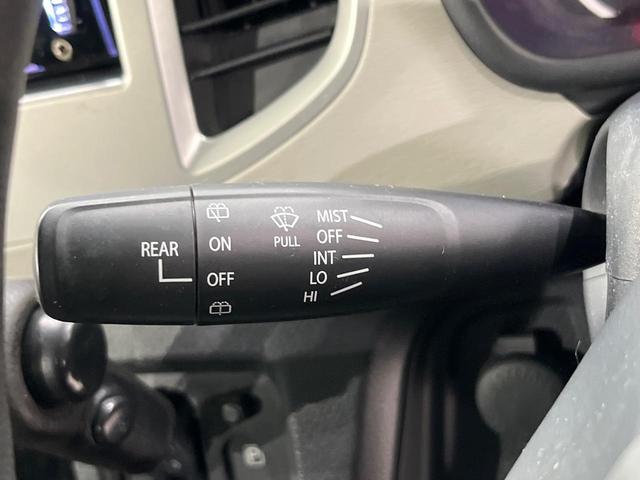 REAR
ON
OFF
PULL
MIST
OFF
INT
LO
HI